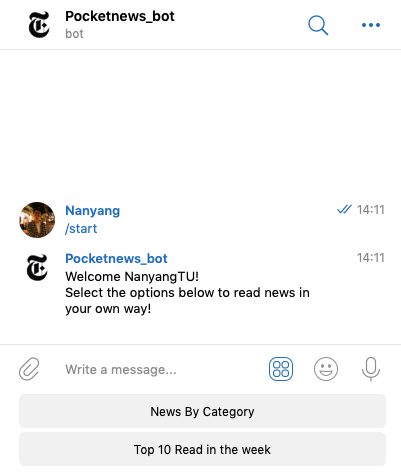 Pocketnews_bot
bot
Nanyang 14:11
/start
Pocketnews_bot 14:11
Welcome NanyangTU!
Select the options below to read news in
your own way!
Write a message...
News By Category
Top 10 Read in the week